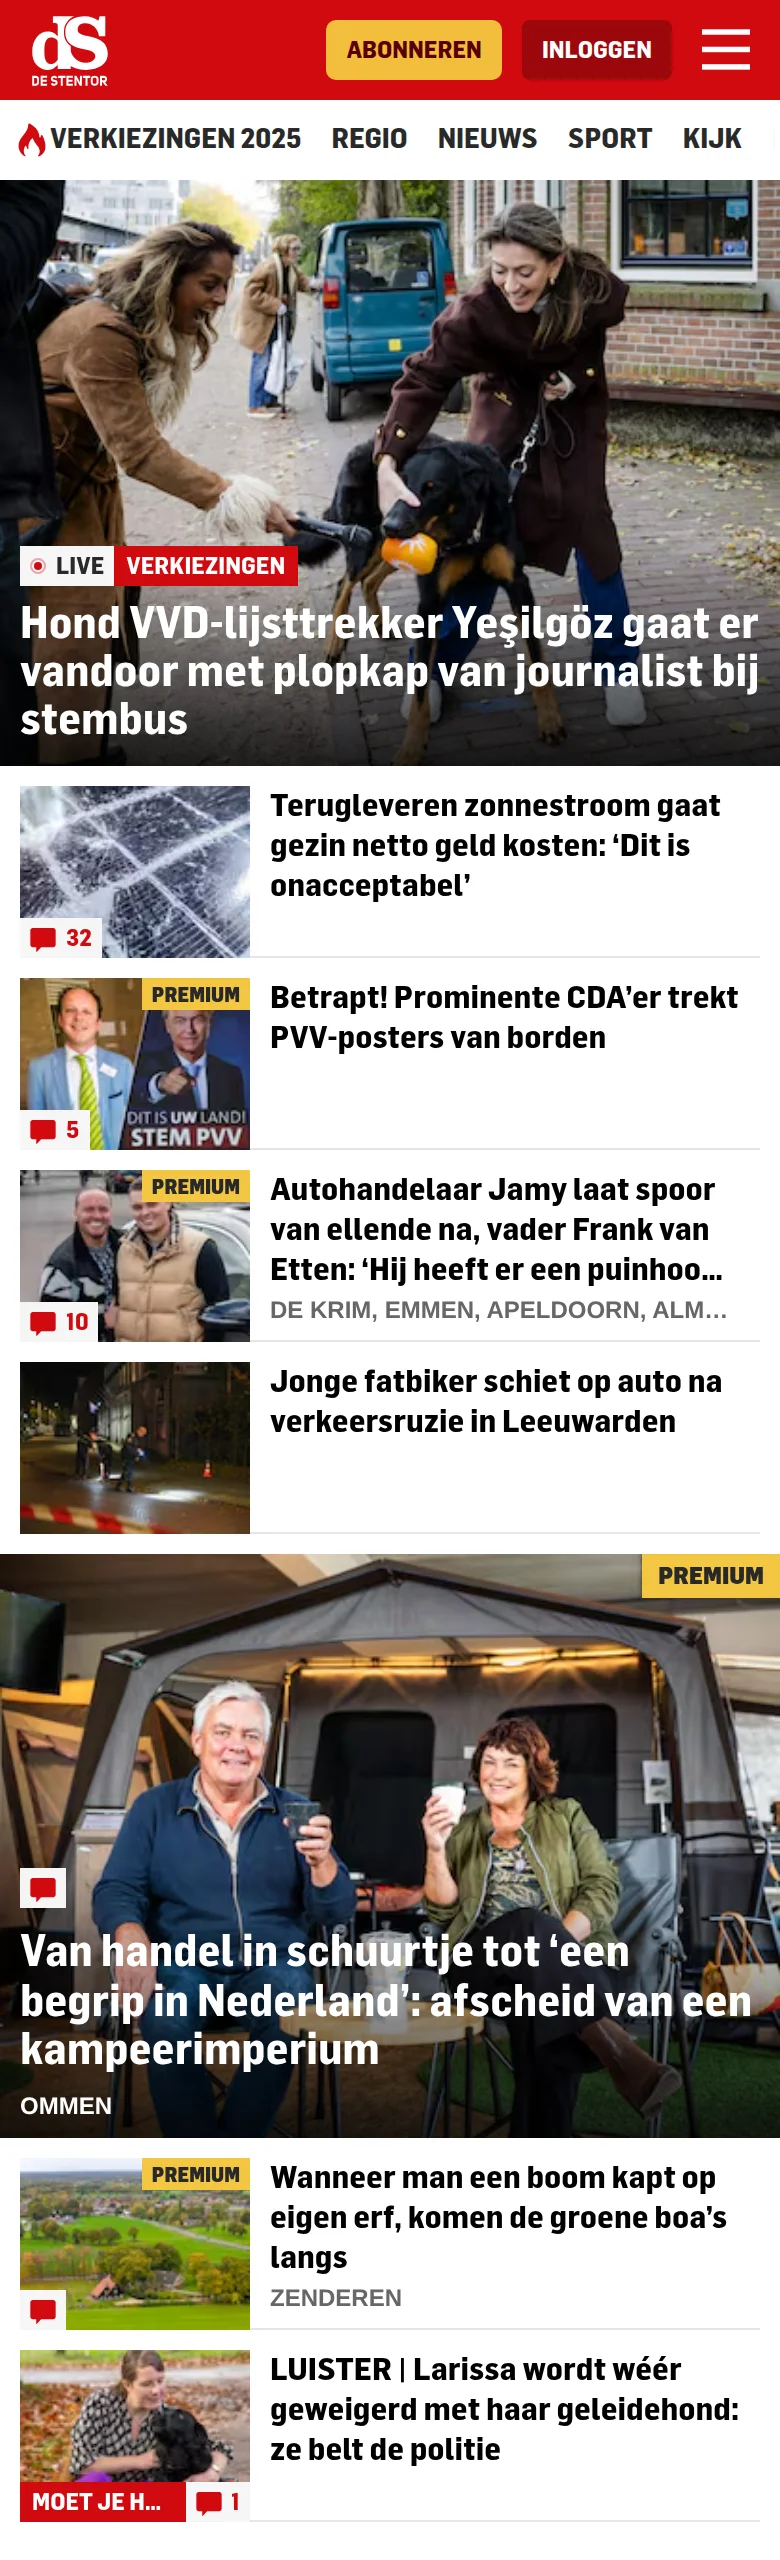 dS
DE STENTOR
ABONNEREN
INLOGGEN
VERKIEZINGEN 2025
REGIO
NIEUWS
SPORT
KIJK
LIVE
VERKIEZINGEN
Hond VVD-lijsttrekker Yeşilgöz gaat er
vandoor met plopkap van journalist bij
stembus
Terugleveren zonnestroom gaat
gezin netto geld kosten: ‘Dit is
onacceptabel’
32
PREMIUM
Betrapt! Prominente CDA’er trekt
PVV-posters van borden
DIT IS UW LAND!
STEM PVV
5
PREMIUM
Autohandelaar Jamy laat spoor
van ellende na, vader Frank van
Etten: ‘Hij heeft er een puinhoo...
DE KRIM, EMMEN, APELDOORN, ALM…
10
Jonge fatbiker schiet op auto na
verkeersruzie in Leeuwarden
PREMIUM
Van handel in schuurtje tot ‘een
begrip in Nederland’: afscheid van een
kampeerimperium
OMMEN
PREMIUM
Wanneer man een boom kapt op
eigen erf, komen de groene boa’s
langs
ZENDEREN
LUISTER | Larissa wordt wéér
geweigerd met haar geleidehond:
ze belt de politie
MOET JE H...
1